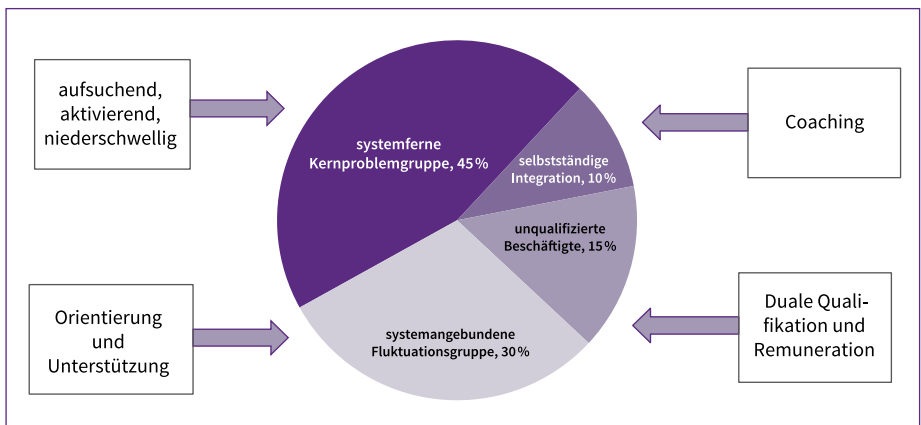 aufsuchend,
aktivierend,
niederschwellig
Coaching
systemferne
Kernproblemgruppe, 45 %
selbstständige
Integration, 10 %
unqualifizierte
Beschäftigte, 15 %
systemangebundene
Fluktuationsgruppe, 30 %
Orientierung
und
Unterstützung
Duale Quali-
fikation und
Remuneration